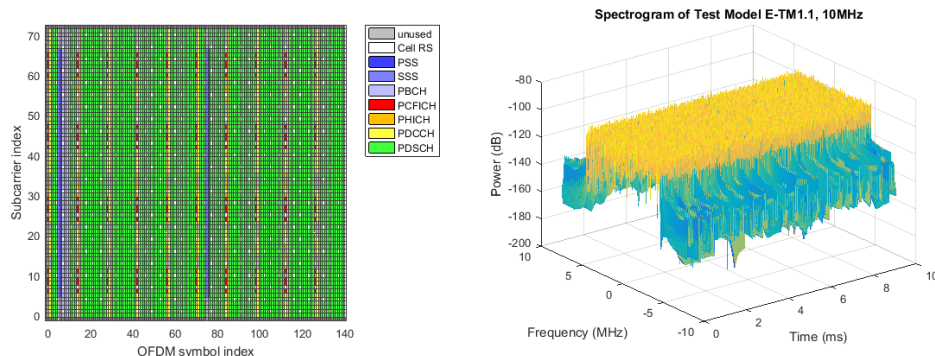 70
60
50
40
30
20
10
0
Subcarrier index
0 20 40 60 80 100 120 140
OFDM symbol index
unused
Cell RS
PSS
SSS
PBCH
PCFICH
PHICH
PDCCH
PDSCH
Spectrogram of Test Model E-TM1.1, 10MHz
-80
-100
-120
-140
-160
-180
-200
Power (dB)
10
5
0
-5
-10
Frequency (MHz)
0
2
4
6
8
10
Time (ms)